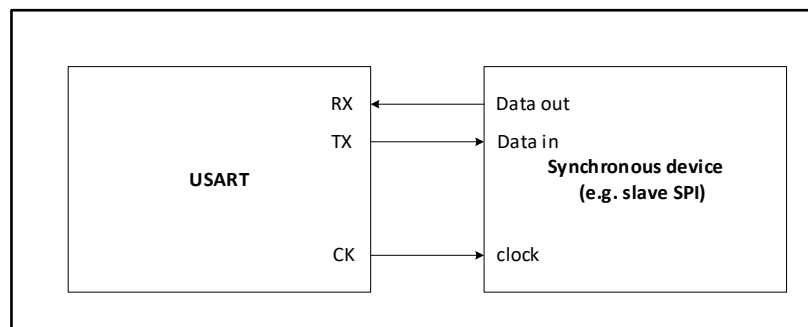 RX
Data out
TX
Data in
USART
Synchronous device
(e.g. slave SPI)
CK
clock